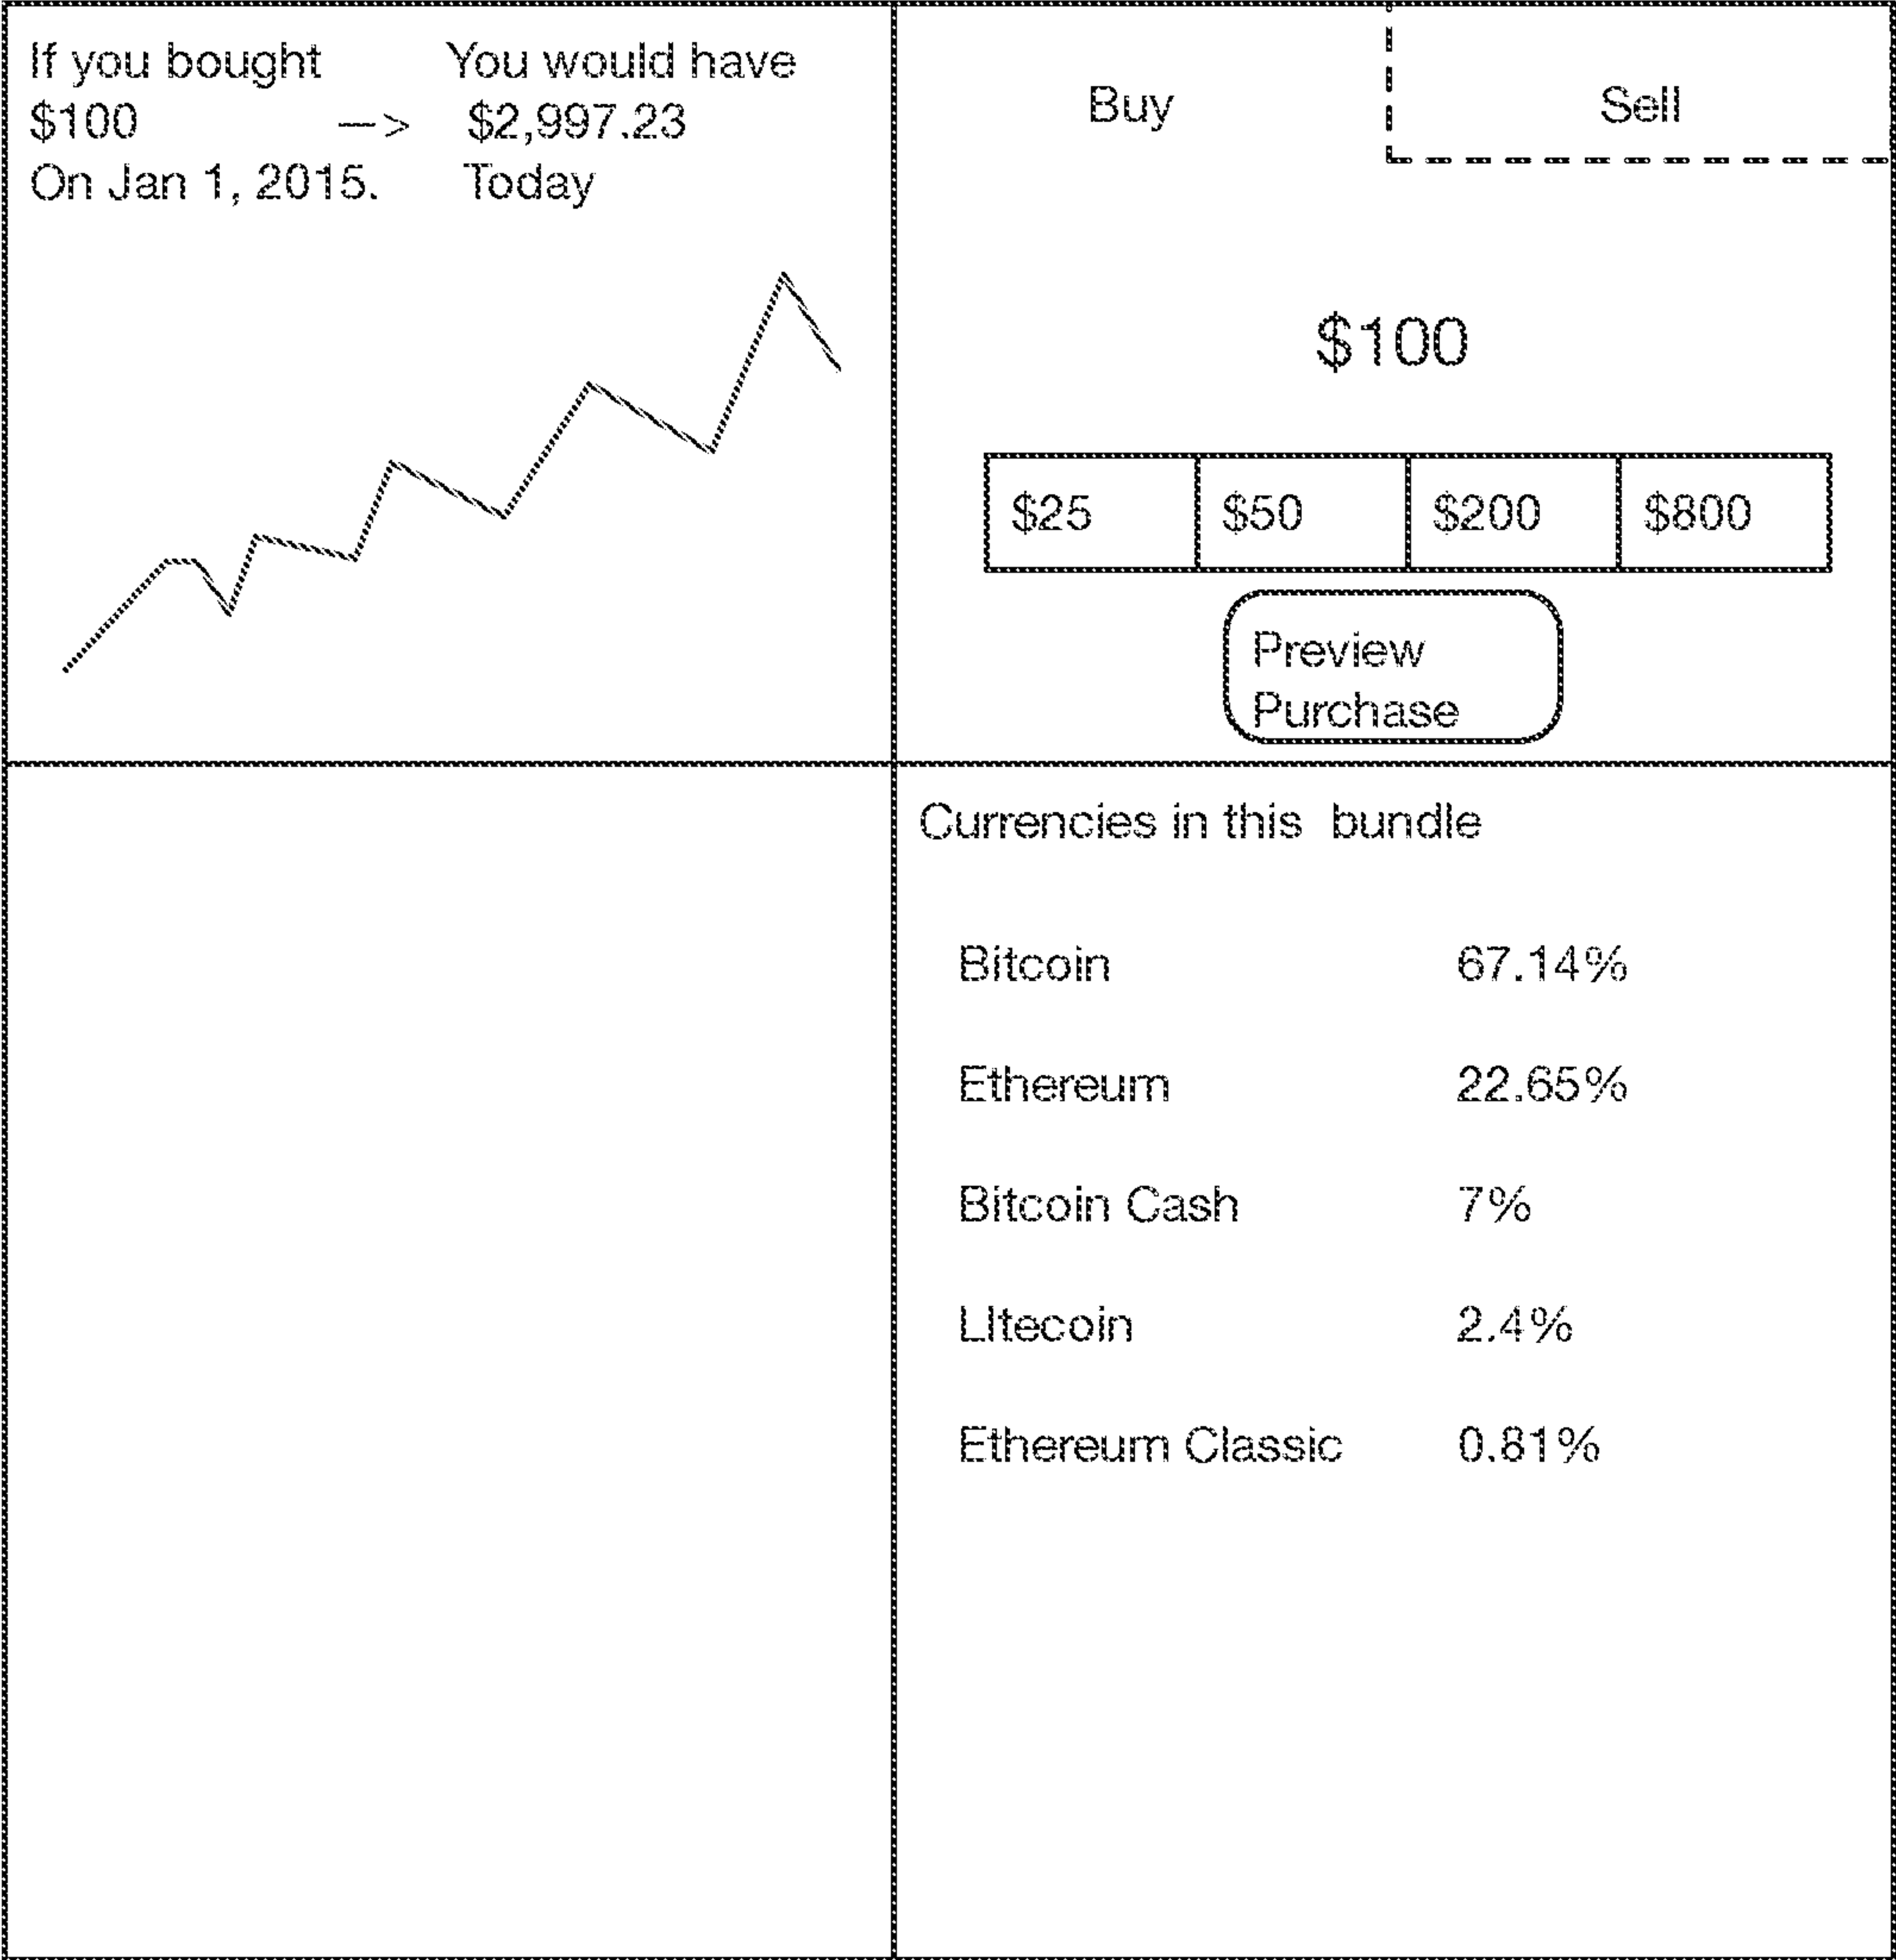 If you bought You would have
$100 —> $2,997.23
On Jan 1, 2015. Today
Buy Sell
$100
$25 $50 $200 $800
Preview
Purchase
Currencies in this bundle
Bitcoin 67.14%
Ethereum 22.65%
Bitcoin Cash 7%
LItecoin 2.4%
Ethereum Classic 0.81%